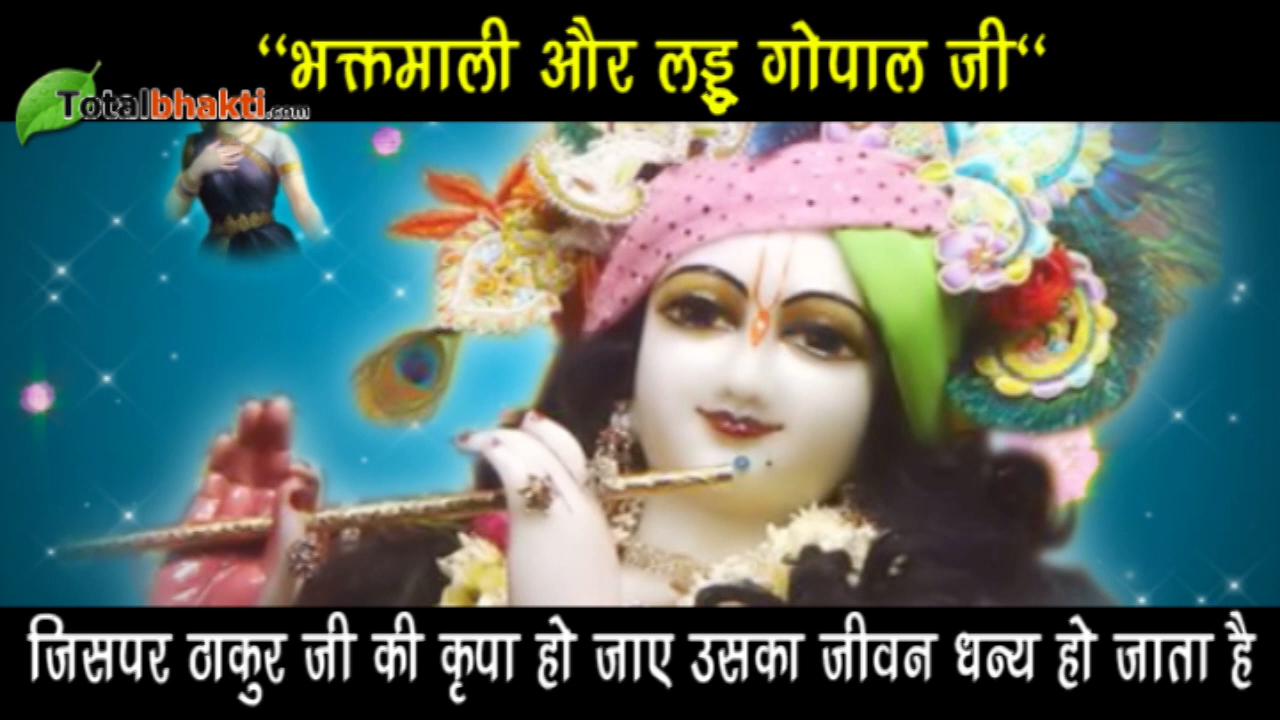 “भक्तमाली और लड्डू गोपाल जी“
Totalbhakti.com
जिसपर ठाकुर जी की कृपा हो जाए उसका जीवन धन्य हो जाता है